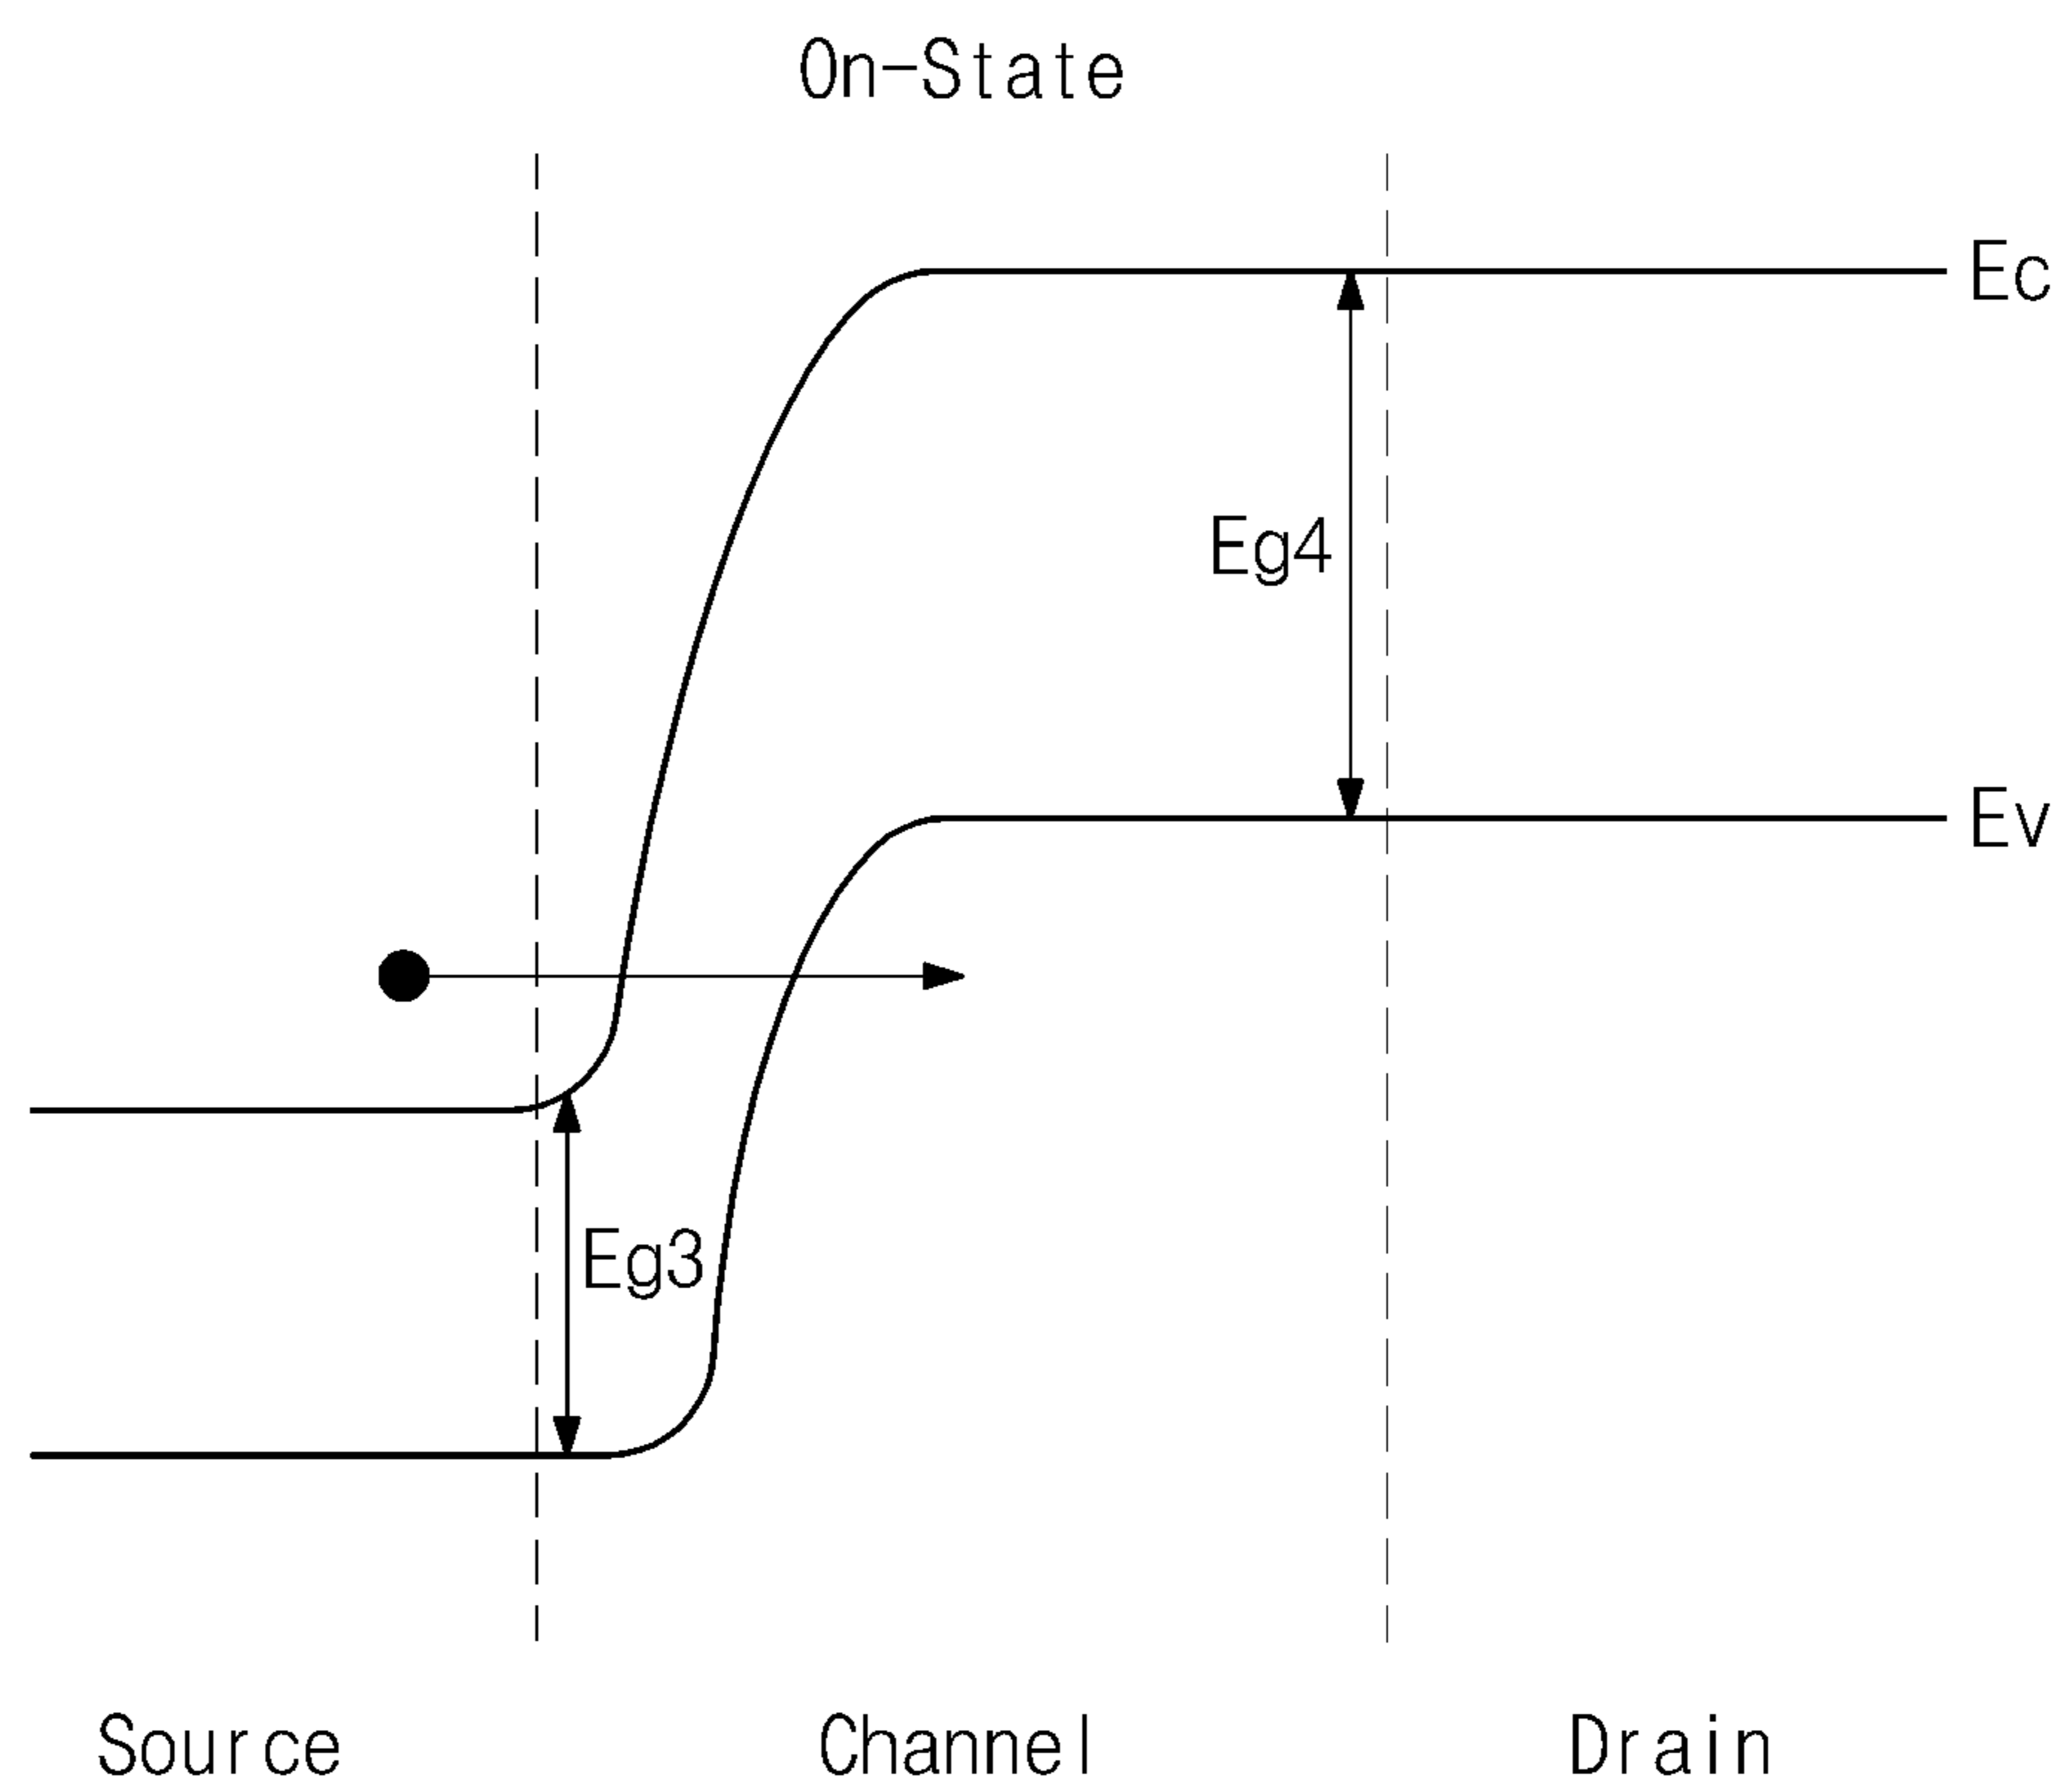 On-State
Ec
Eg4
Ev
Eg3
Source Channel Drain